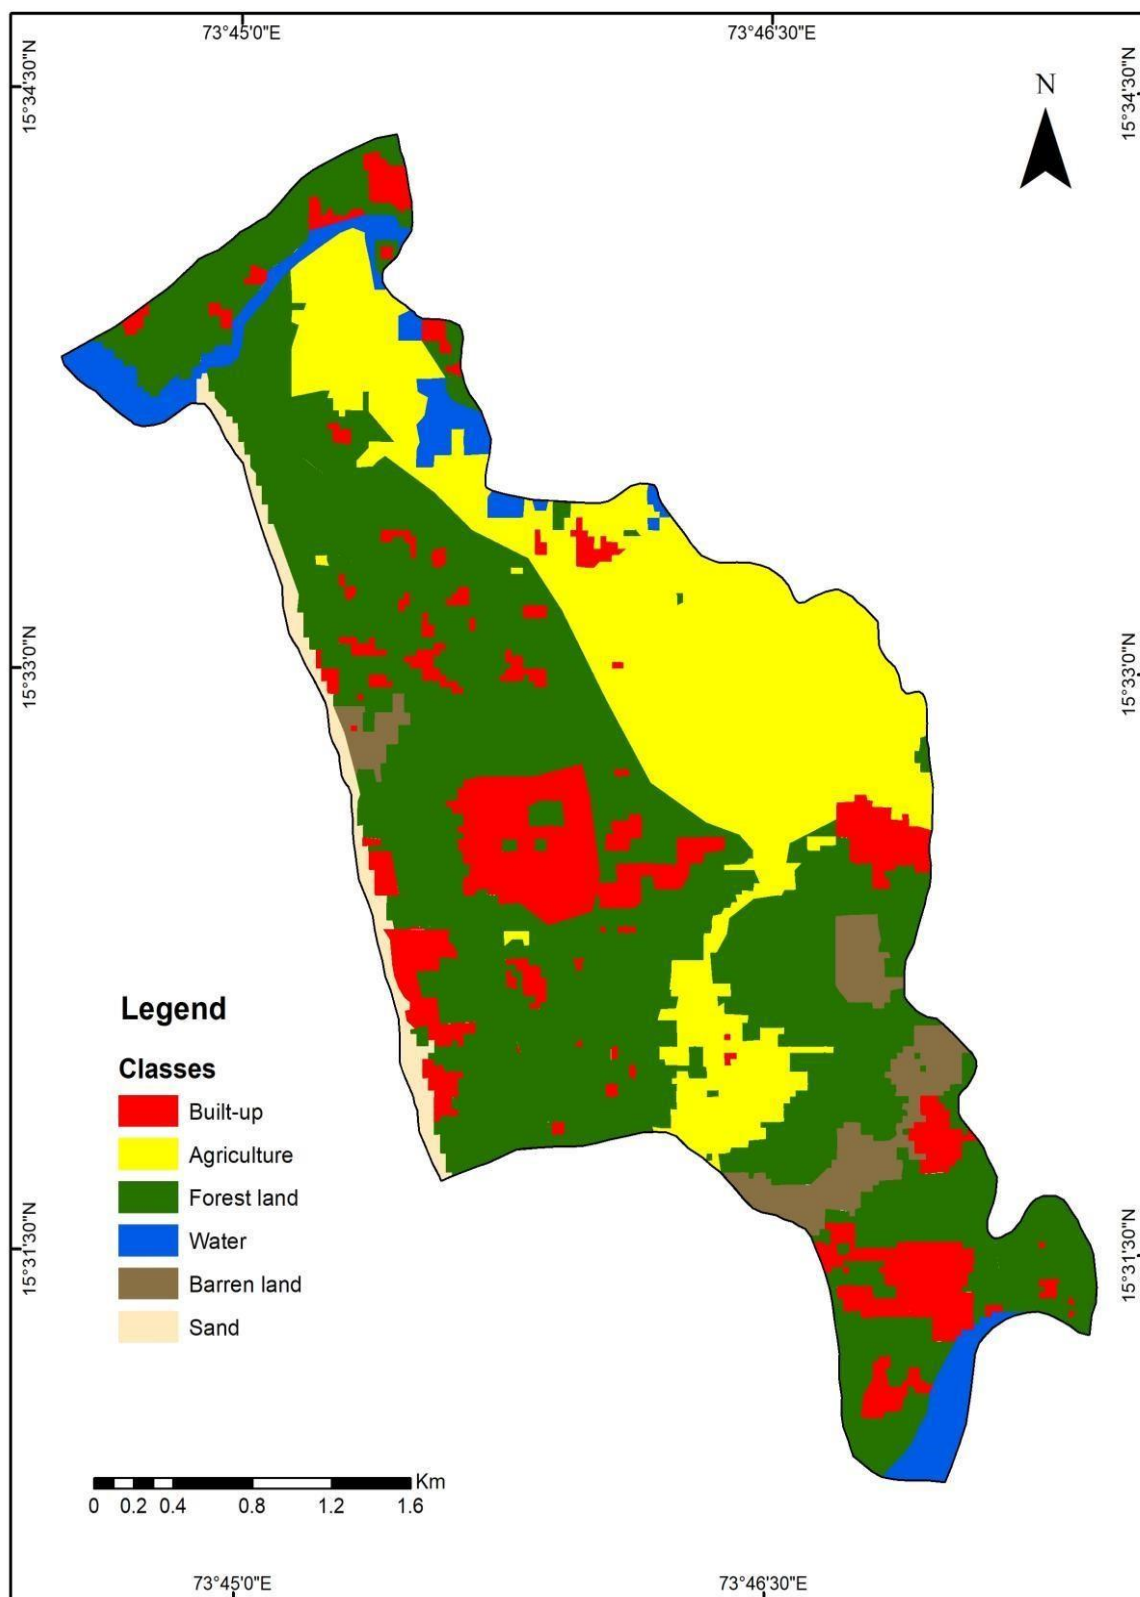 73°45'0"E
73°46'30"E
15°34'30"N
15°34'30"N
N
15°33'0"N
15°33'0"N
Legend
Classes
Built-up
Agriculture
Forest land
Water
Barren land
Sand
15°31'30"N
15°31'30"N
Km
0 0.2 0.4 0.8 1.2 1.6
73°45'0"E
73°46'30"E